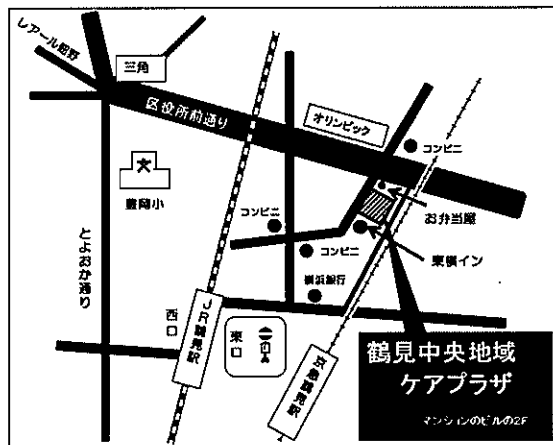 レアール鶴野
三角
区役所前通り
オリンピック
コンビニ
豊岡小
お弁当屋
コンビニ
コンビニ
東横イン
横浜銀行
とよおか通り
西口
JR鶴見駅
東口
京急鶴見駅
鶴見中央地域
ケアプラザ
マンションのビルの2F